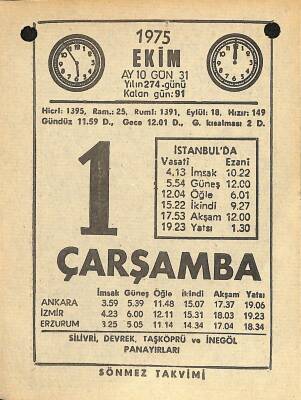 1975
EKİM
AY 10 GÜN 31
Yılın 274. günü
Kalan gün: 91
Hicrî: 1395, Ram.: 25, Rumî: 1391, Eylül: 18, Hızır: 149
Gündüz 11.59 D., Gece 12.01 D., G. kısalması 2 D.
1
İSTANBUL'DA
Vasatî Ezanî
4.13 İmsak 10.22
5.54 Güneş 12.00
12.04 Öğle 6.01
15.22 İkindi 9.27
17.53 Akşam 12.00
19.23 Yatsı 1.30
ÇARŞAMBA
İmsak Güneş Öğle İkindi Akşam Yatsı
ANKARA 3.59 5.39 11.48 15.07 17.37 19.06
İZMİR 4.23 6.00 12.11 15.31 18.03 19.23
ERZURUM 3.25 5.05 11.14 14.34 17.04 18.34
SİLİVRİ, DEVREK, TAŞKÖPRÜ ve İNEGÖL
PANAYIRLARI
SÖNMEZ TAKVİMİ